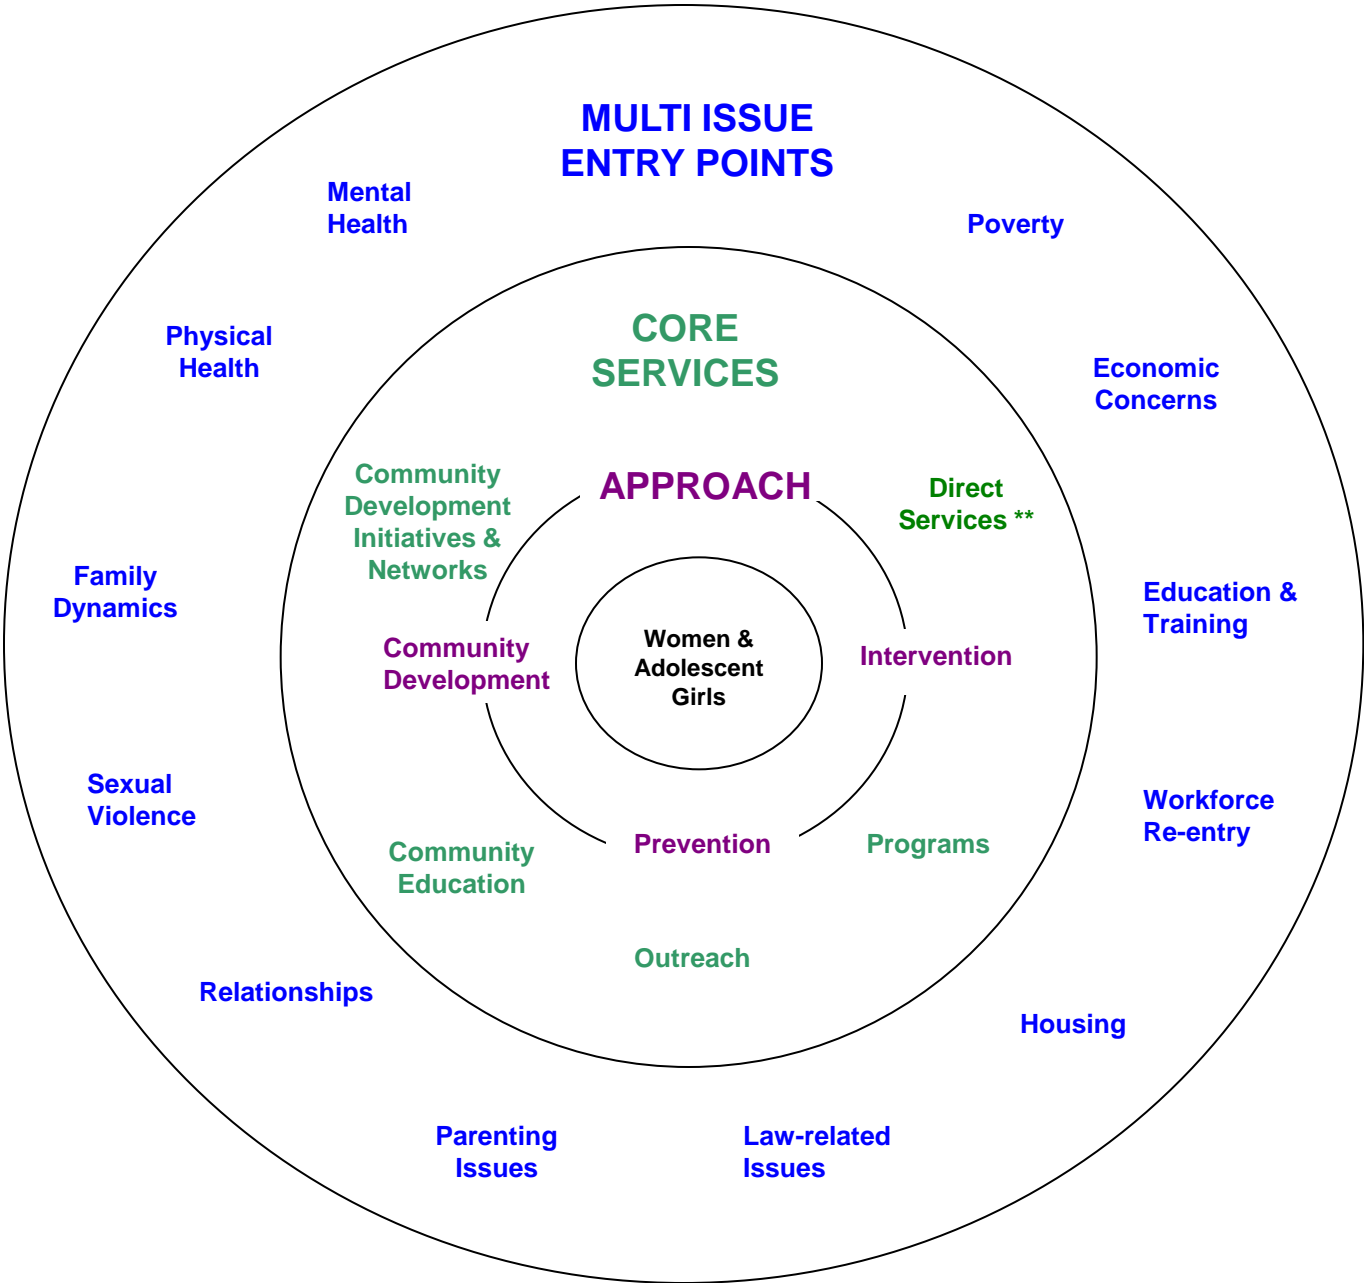 MULTI ISSUE
ENTRY POINTS
Mental
Health
Poverty
Physical
Health
CORE
SERVICES
Economic
Concerns
Community
Development
Initiatives &
Networks
APPROACH
Direct
Services **
Family
Dynamics
Education &
Training
Community
Development
Women &
Adolescent
Girls
Intervention
Sexual
Violence
Workforce
Re-entry
Community
Education
Prevention
Programs
Outreach
Relationships
Housing
Parenting
Issues
Law-related
Issues